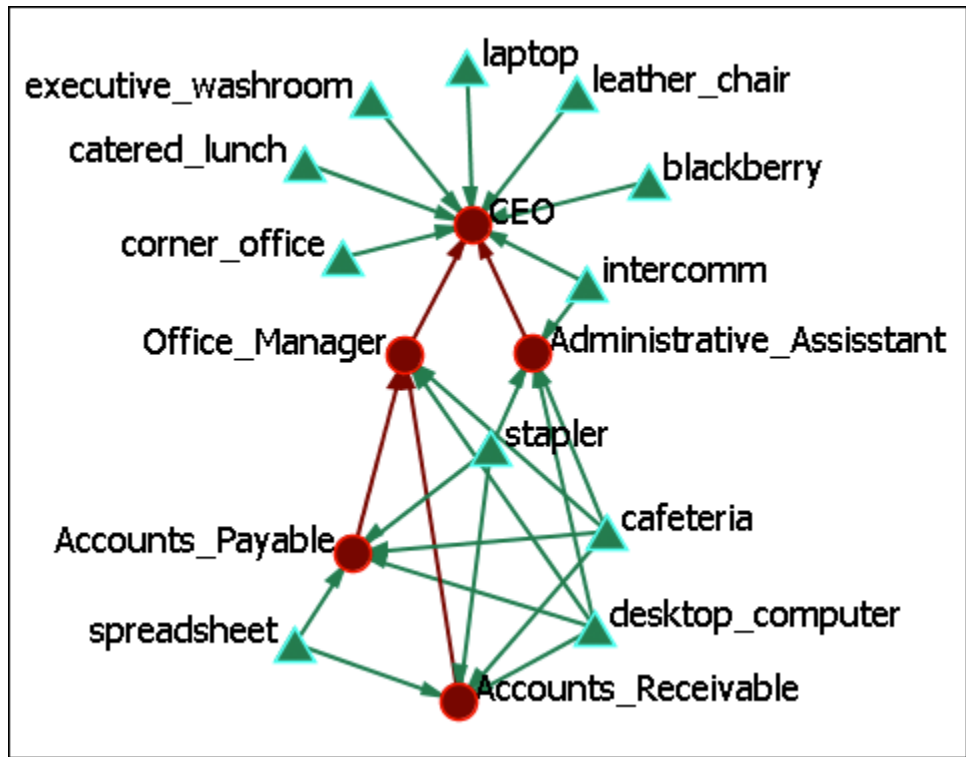 laptop
executive_washroom
leather_chair
catered_lunch
blackberry
CEO
corner_office
intercomm
Office_Manager
Administrative_Assisstant
stapler
cafeteria
Accounts_Payable
desktop_computer
spreadsheet
Accounts_Receivable